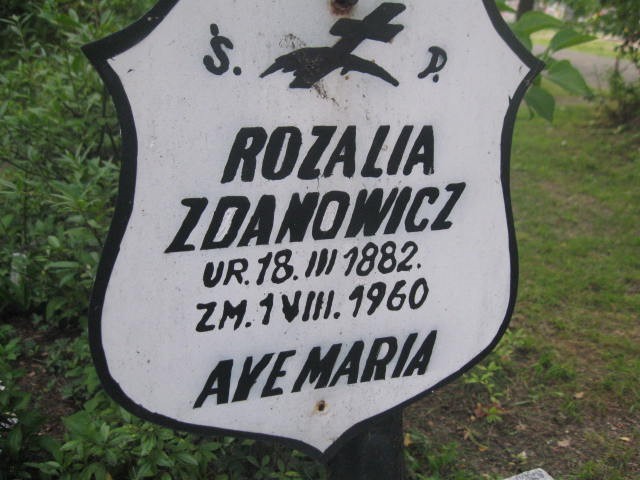 Ś. P.
ROZALIA
ZDANOWICZ
UR. 18. III 1882.
ZM. 1 VIII. 1960
AVE MARIA